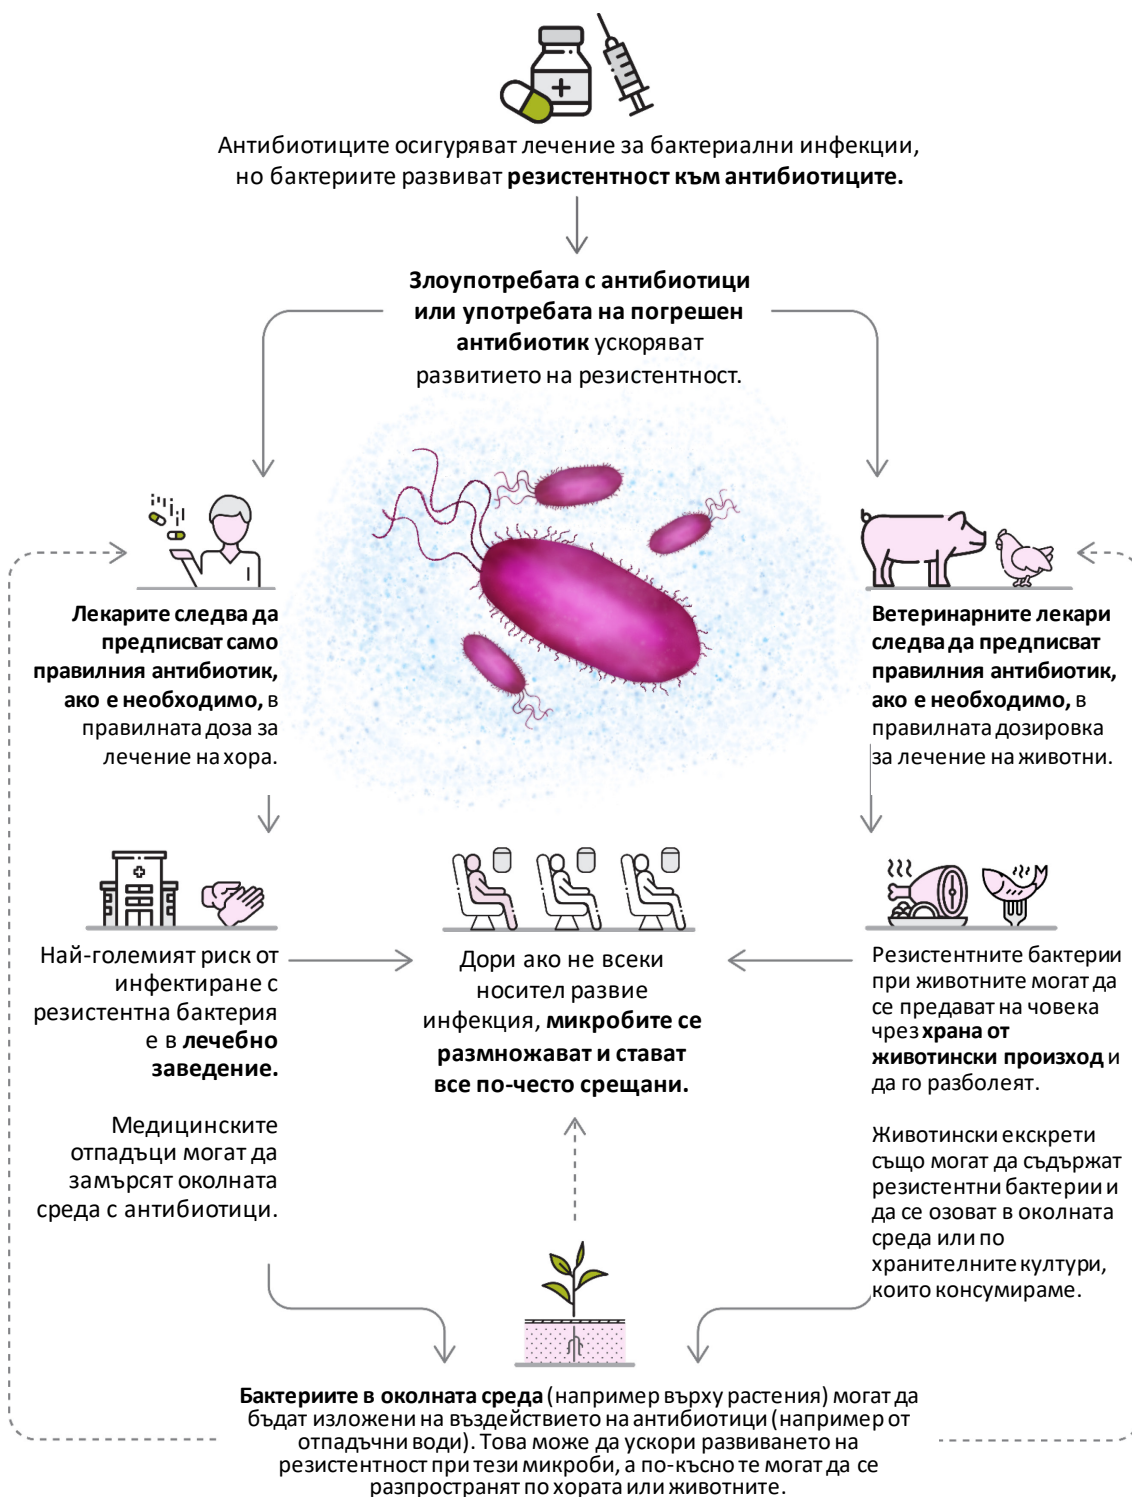 Антибиотиците осигуряват лечение за бактериални инфекции,
но бактериите развиват резистентност към антибиотиците.
Злоупотребата с антибиотици
или употребата на погрешен
антибиотик ускоряват
развитието на резистентност.
Лекарите следва да
предписват само
правилния антибиотик,
ако е необходимо, в
правилната доза за
лечение на хора.
Ветеринарните лекари
следва да предписват
правилния антибиотик,
ако е необходимо, в
правилната дозировка
за лечение на животни.
Най-големият риск от
инфектиране с
резистентна бактерия
е в лечебно
заведение.
Медицинските
отпадъци могат да
замърсят околната
среда с антибиотици.
Дори ако не всеки
носител развие
инфекция, микробите се
размножават и стават
все по-често срещани.
Резистентните бактерии
при животните могат да
се предават на човека
чрез храна от
животински произход и
да го разболеят.
Животински екскрети
също могат да съдържат
резистентни бактерии и
да се озоват в околната
среда или по
хранителните култури,
които консумираме.
Бактериите в околната среда (например върху растения) могат да
бъдат изложени на въздействието на антибиотици (например от
отпадъчни води). Това може да ускори развиването на
резистентност при тези микроби, а по-късно те могат да се
разпространят по хората или животните.